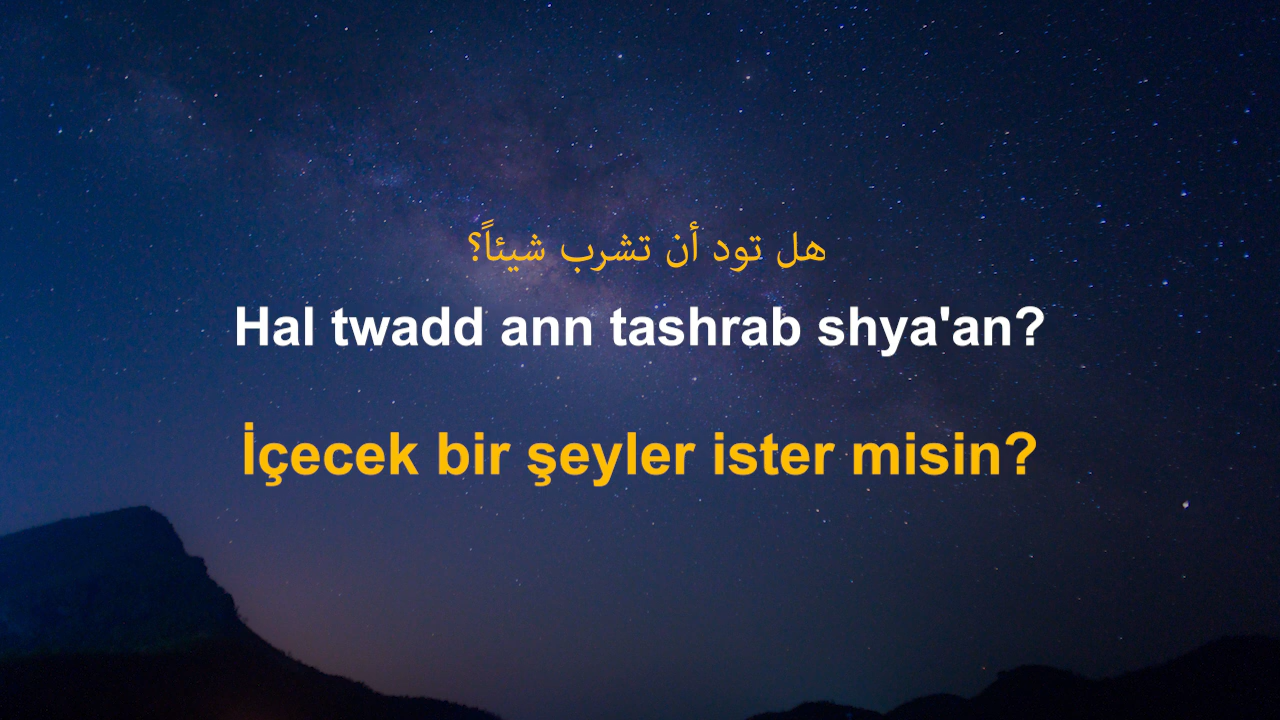 هل تود أن تشرب شيئاً؟
Hal twadd ann tashrab shya'an?
İçecek bir şeyler ister misin?